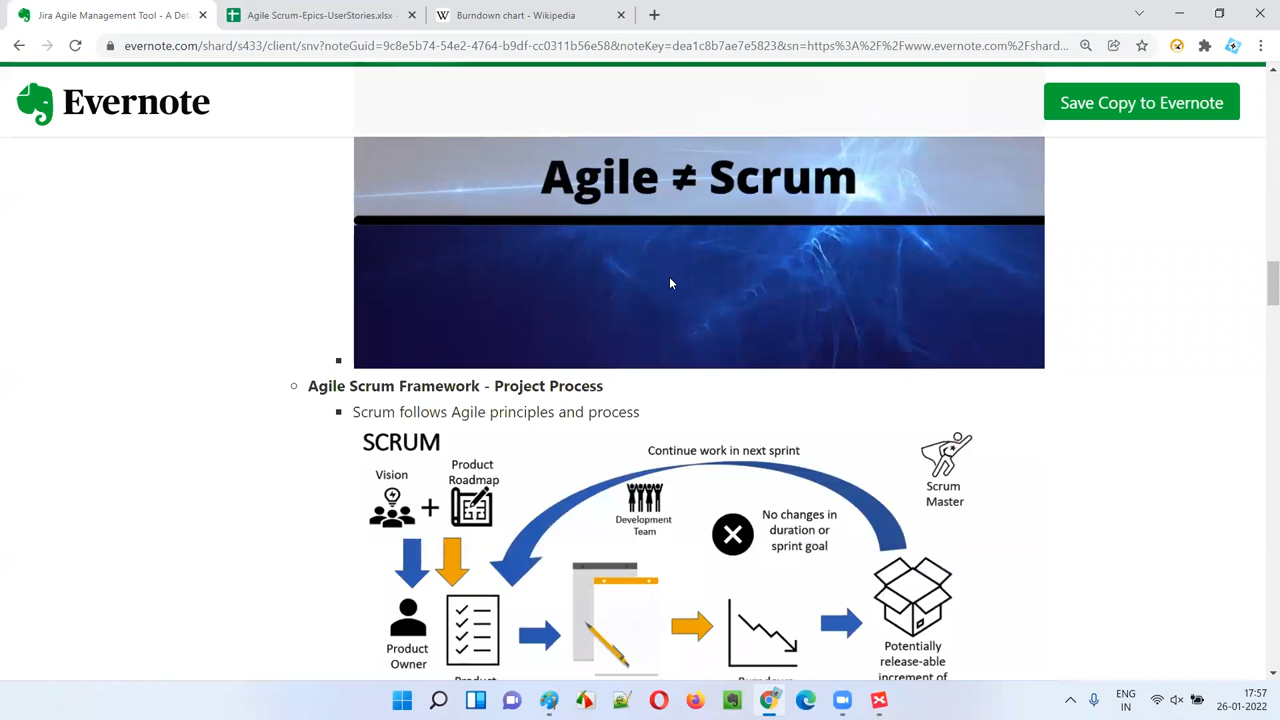 Jira Agile Management Tool - A De
Agile Scrum-Epics-UserStories.xlsx -
Burndown chart - Wikipedia
evernote.com/shard/s433/client/snv?noteGuid=9c8e5b74-54e2-4764-b9df-cc0311b56e58&noteKey=dea1c8b7ae7e5823&sn=https%3A%2F%2Fwww.evernote.com%2Fshard...
Evernote
Save Copy to Evernote
Agile ≠ Scrum
Agile Scrum Framework - Project Process
Scrum follows Agile principles and process
SCRUM
Continue work in next sprint
Vision
Product
Roadmap
+
Scrum
Master
Development
Team
No changes in
duration or
sprint goal
Product
Owner
Potentially
release-able
increment of
ENG
IN
17:57
26-01-2022